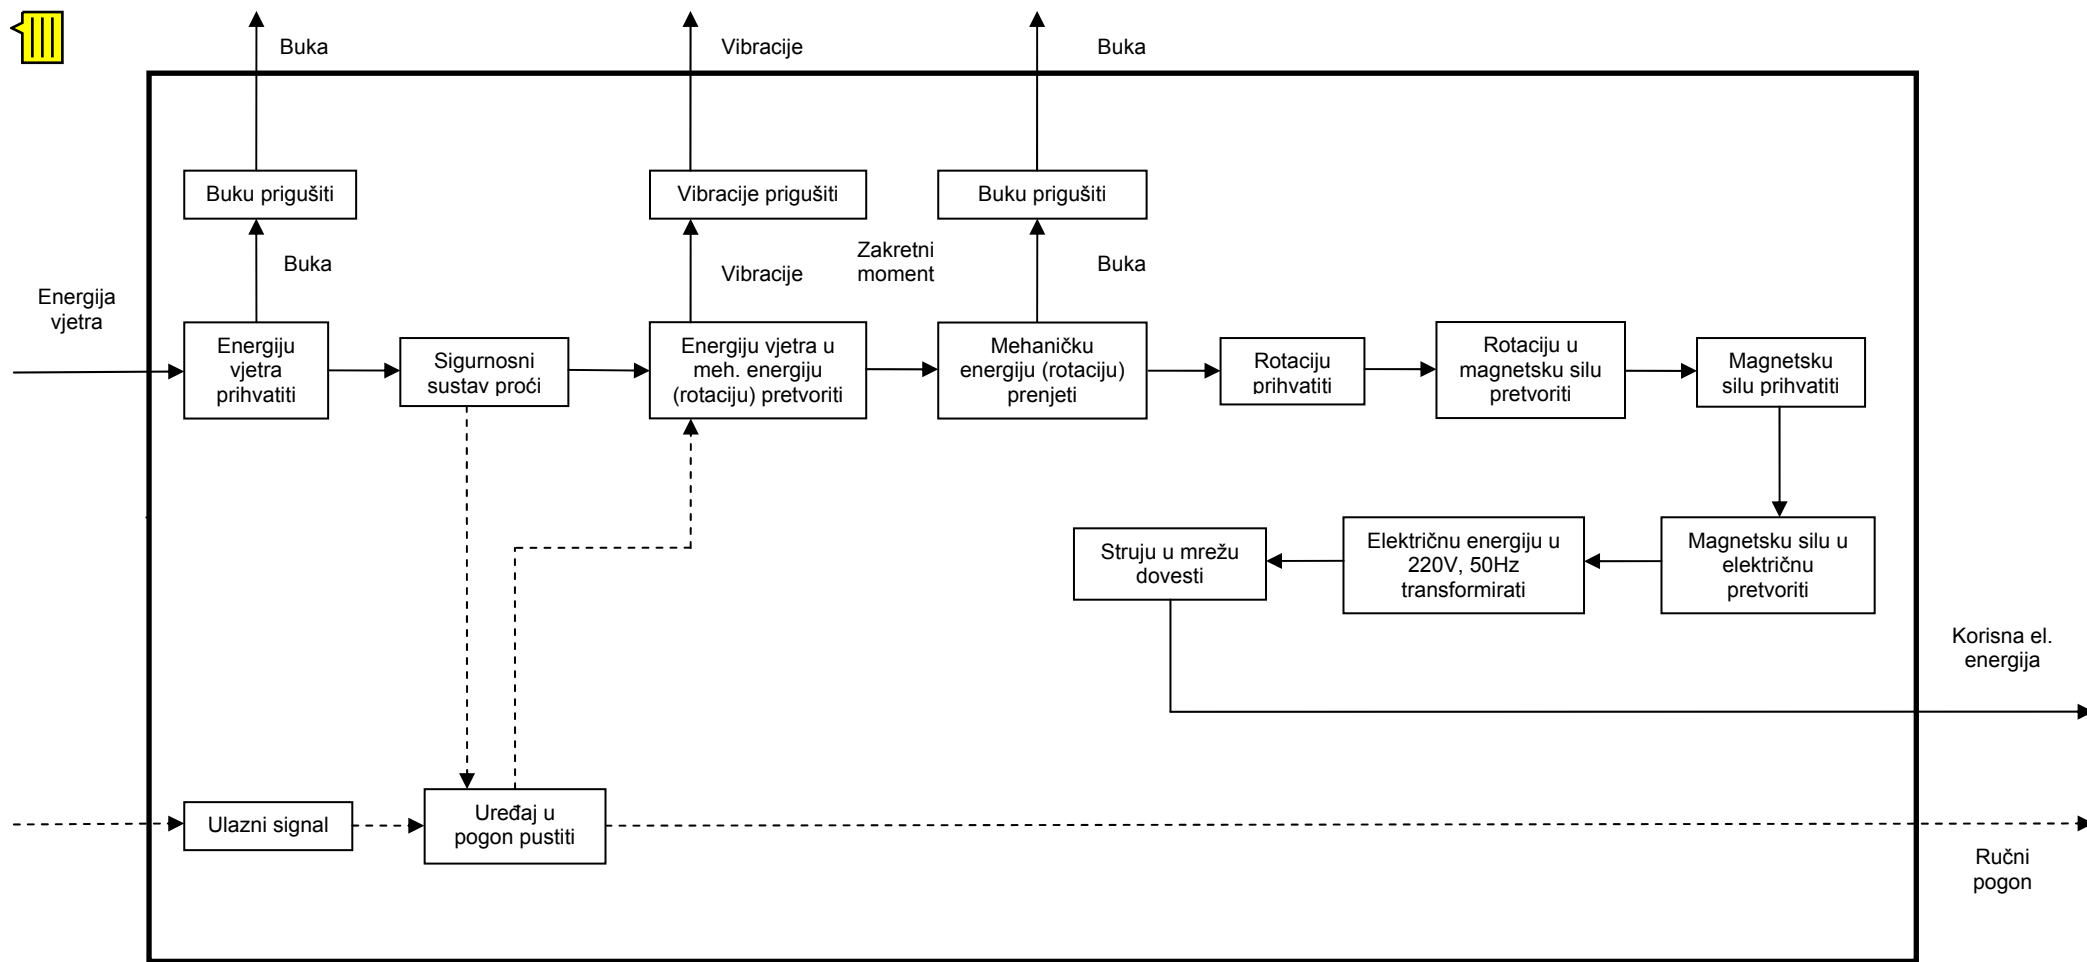 Buka
Vibracije
Buka
Buku prigušiti
Vibracije prigušiti
Buku prigušiti
Buka
Vibracije
Zakretni
moment
Buka
Energija
vjetra
Energiju
vjetra
prihvatiti
Sigurnosni
sustav proći
Energiju vjetra u
meh. energiju
(rotaciju) pretvoriti
Mehaničku
energiju (rotaciju)
prenjeti
Rotaciju
prihvatiti
Rotaciju u
magnetsku silu
pretvoriti
Magnetsku
silu prihvatiti
Struju u mrežu
dovesti
Električnu energiju u
220V, 50Hz
transformirati
Magnetsku silu u
električnu
pretvoriti
Korisna el.
energija
Ulazni signal
Uređaj u
pogon pustiti
Ručni
pogon